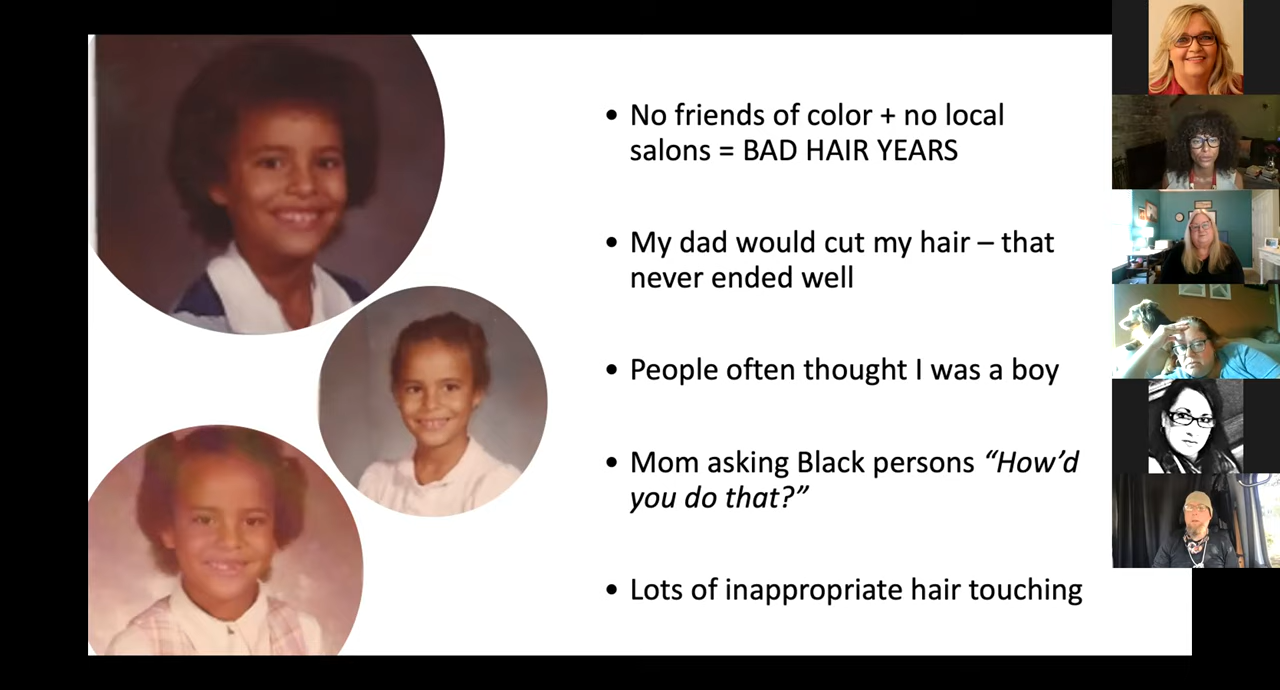 • No friends of color + no local
salons = BAD HAIR YEARS
• My dad would cut my hair – that
never ended well
• People often thought I was a boy
• Mom asking Black persons “How’d
you do that?”
• Lots of inappropriate hair touching